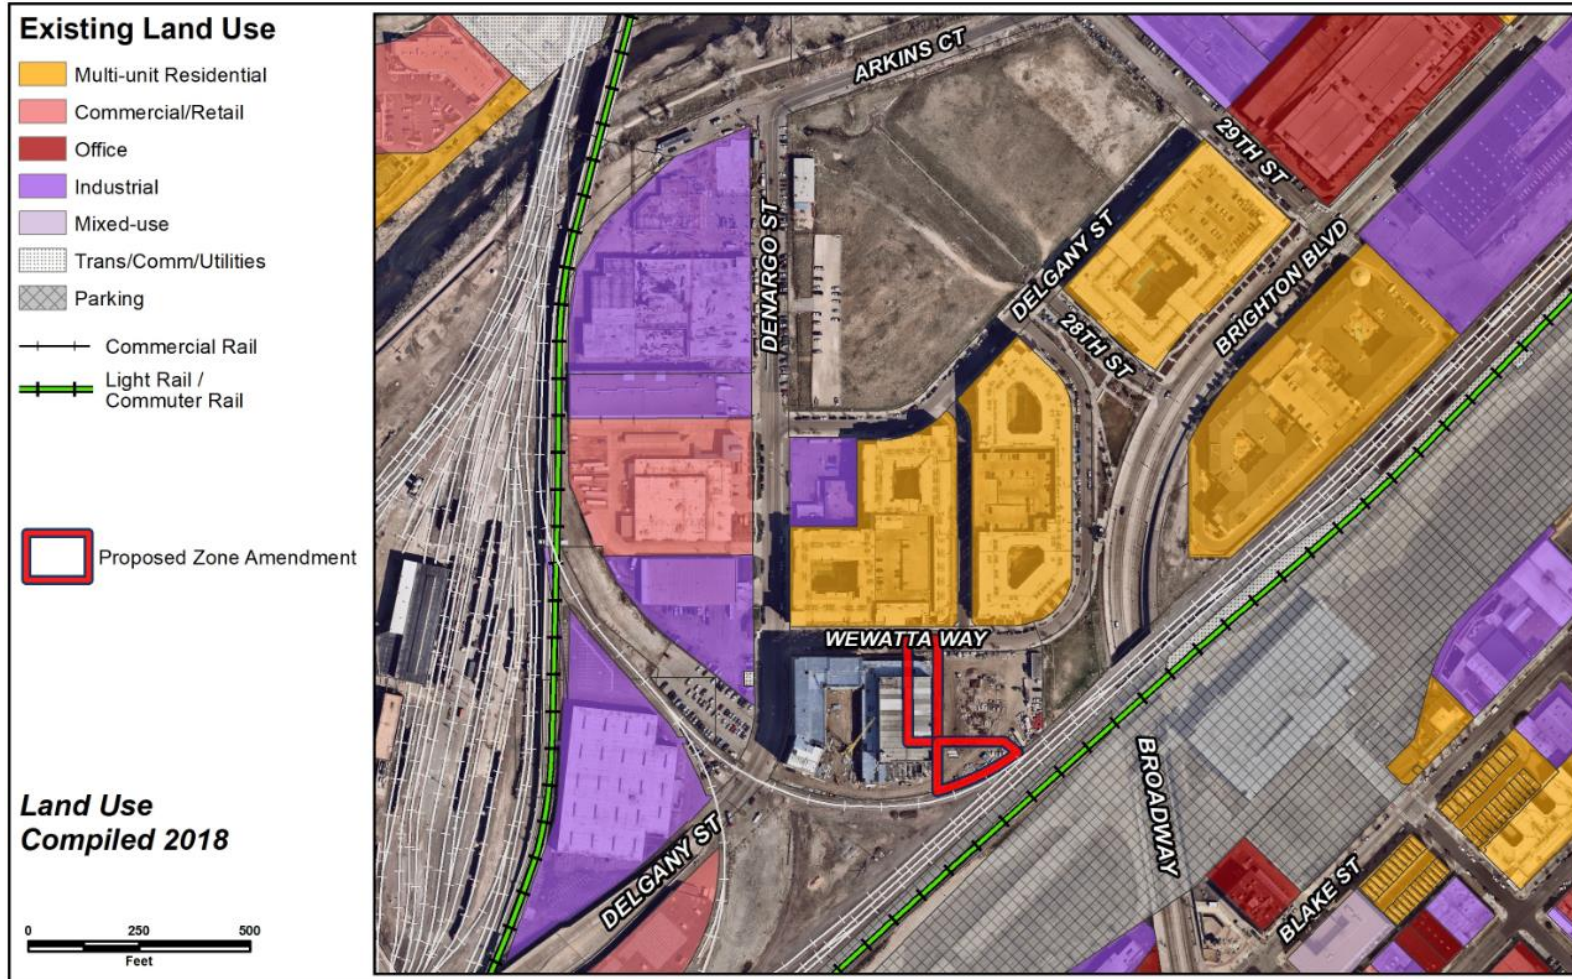 Existing Land Use
Multi-unit Residential
Commercial/Retail
Office
Industrial
Mixed-use
Trans/Comm/Utilities
Parking
Commercial Rail
Light Rail /
Commuter Rail
Proposed Zone Amendment
Land Use
Compiled 2018
0 250 500
Feet
ARKINS CT
29TH ST
DENARGO ST
DELGANY ST
BRIGHTON BLVD
28TH ST
WEWATTA WAY
BROADWAY
DELGANY ST
BLAKE ST